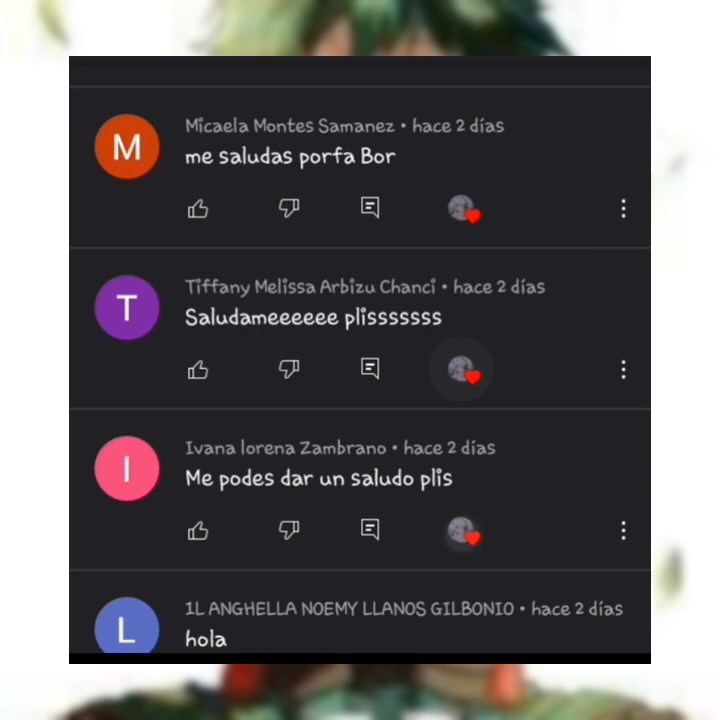 M
Micaela Montes Samanez • hace 2 días
me saludas porfa Bor
T
Tiffany Melissa Arbizu Chanci • hace 2 días
Saludameeeeee plisssssss
I
Ivana lorena Zambrano • hace 2 días
Me podes dar un saludo plis
L
1L ANGHELLA NOEMY LLANOS GILBONIO • hace 2 días
hola